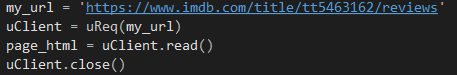 my_url = 'https://www.imdb.com/title/tt5463162/reviews'
uClient = uReq(my_url)
page_html = uClient.read()
uClient.close()